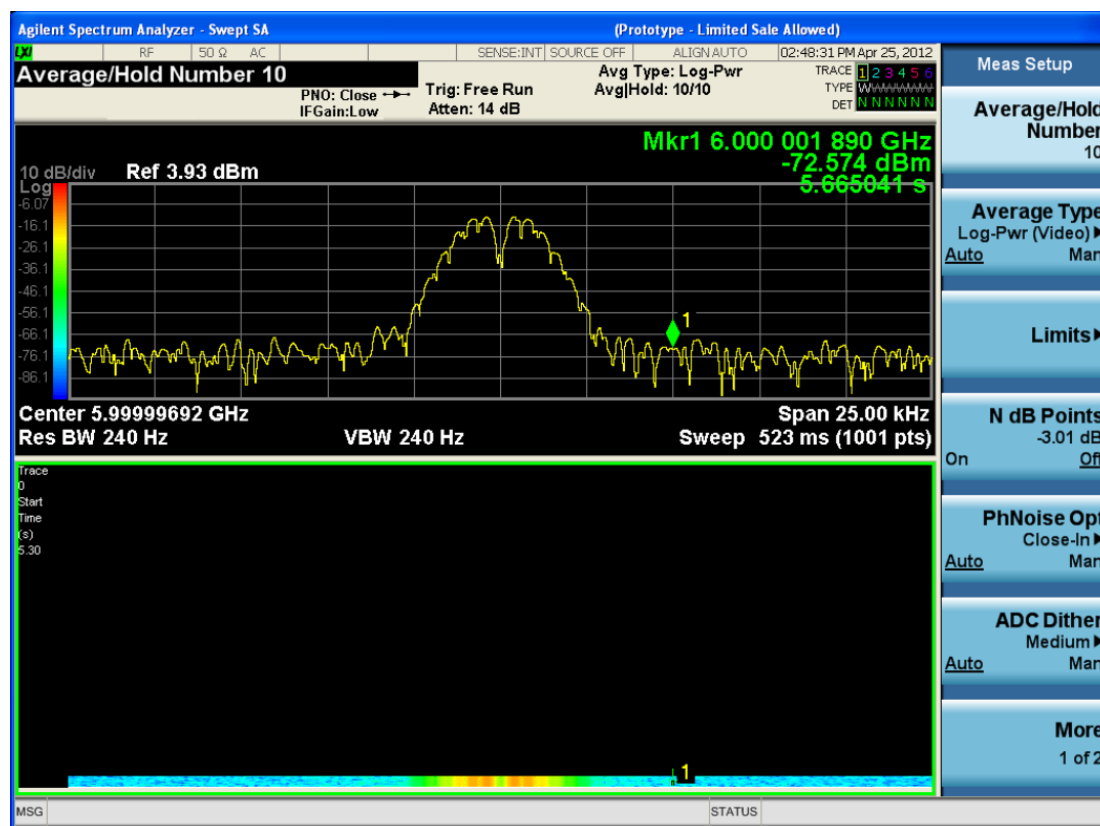 Agilent Spectrum Analyzer - Swept SA (Prototype - Limited Sale Allowed)
LXI RF 50 Ω AC SENSE:INT SOURCE OFF ALIGN AUTO 02:48:31 PM Apr 25, 2012
Average/Hold Number 10
PNO: Close
IFGain:Low
Trig: Free Run
Atten: 14 dB
Avg Type: Log-Pwr
Avg|Hold: 10/10
TRACE 1 2 3 4 5 6
TYPE WWWWWW
DET N N N N N N
Mkr1 6.000 001 890 GHz
-72.574 dBm
5.665041 s
10 dB/div Ref 3.93 dBm
Log
-6.07
-16.1
-26.1
-36.1
-46.1
-56.1
-66.1
-76.1
-86.1
1
Center 5.99999692 GHz Span 25.00 kHz
Res BW 240 Hz VBW 240 Hz Sweep 523 ms (1001 pts)
Trace
0
Start
Time
(s)
5.30
1
MSG STATUS
Meas Setup
Average/Hold
Number
10
Average Type
Log-Pwr (Video)
Auto Man
Limits
N dB Points
-3.01 dB
On Off
PhNoise Opt
Close-In
Auto Man
ADC Dither
Medium
Auto Man
More
1 of 2